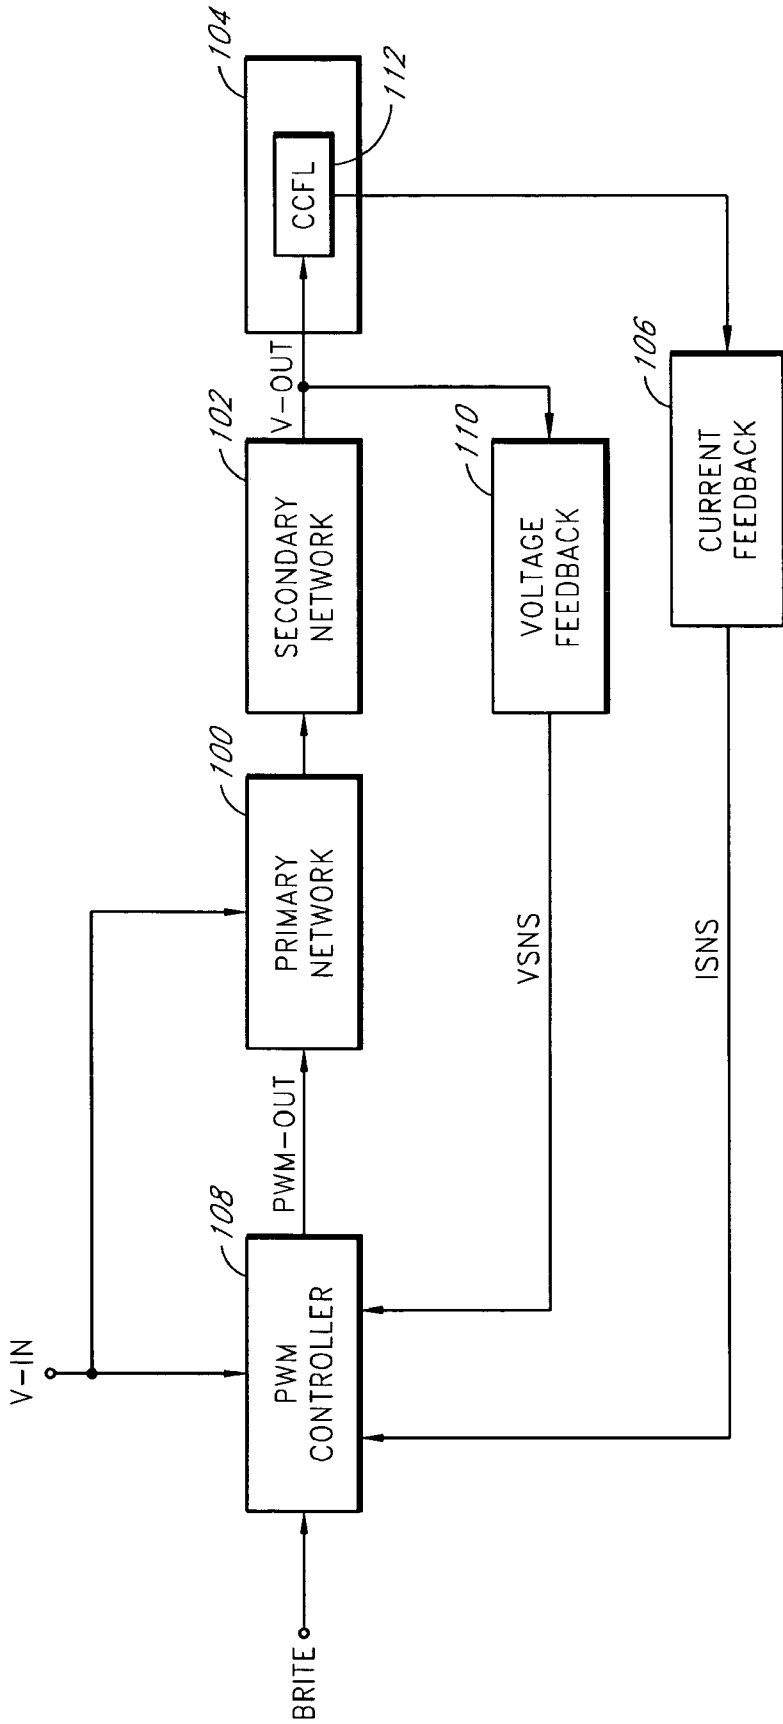 V-IN
BRITE
108
PWM
CONTROLLER
PWM-OUT
100
PRIMARY
NETWORK
102
SECONDARY
NETWORK
V-OUT
104
CCFL
112
110
VOLTAGE
FEEDBACK
VSNS
106
CURRENT
FEEDBACK
ISNS